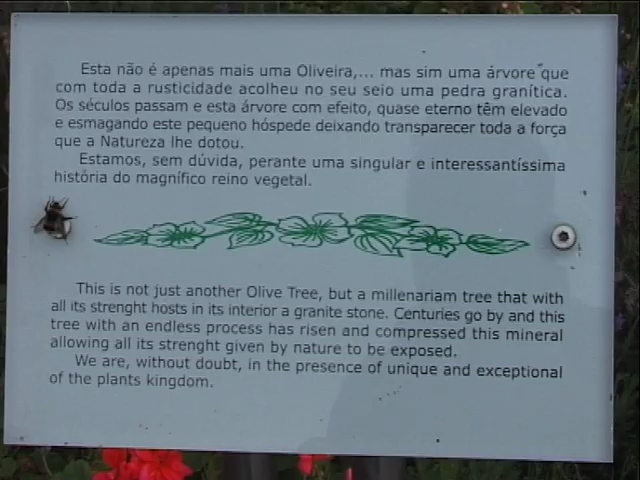 Esta não é apenas mais uma Oliveira,... mas sim uma árvore que
com toda a rusticidade acolheu no seu seio uma pedra granítica.
Os séculos passam e esta árvore com efeito, quase eterno têm elevado
e esmagando este pequeno hóspede deixando transparecer toda a força
que a Natureza lhe dotou.
Estamos, sem dúvida, perante uma singular e interessantíssima
história do magnífico reino vegetal.
This is not just another Olive Tree, but a millenariam tree that with
all its strenght hosts in its interior a granite stone. Centuries go by and this
tree with an endless process has risen and compressed this mineral
allowing all its strenght given by nature to be exposed.
We are, without doubt, in the presence of unique and exceptional
of the plants kingdom.